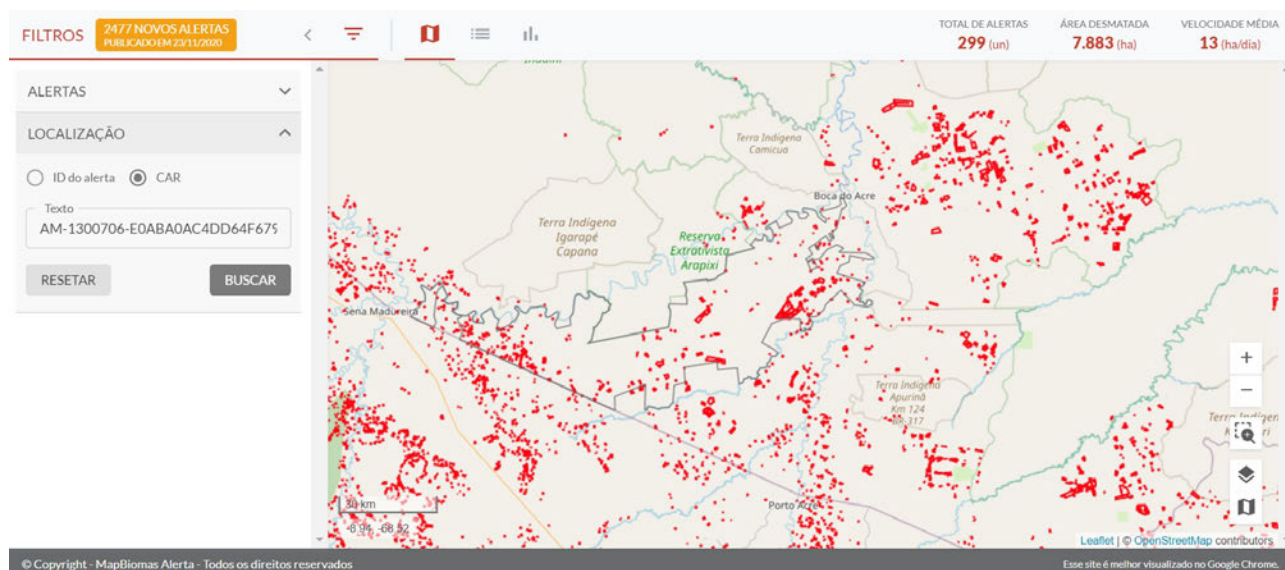 FILTROS
2477 NOVOS ALERTAS
PUBLICADO EM 23/11/2020
TOTAL DE ALERTAS
299 (un)
ÁREA DESMATADA
7.883 (ha)
VELOCIDADE MÉDIA
13 (ha/dia)
ALERTAS
LOCALIZAÇÃO
ID do alerta
CAR
Texto
AM-1300706-E0ABA0AC4DD64F679
RESETAR
BUSCAR
Terra Indígena
Camicua
Boca do Acre
Terra Indígena
Igarapé
Capana
Reserva
Extrativista
Arapixi
Sena Madureira
Terra Indígena
Apurinã
Km 124
BR-317
Porto Acre
30 km
-8.94 -68.52
+
−
Leaflet | © OpenStreetMap contributors
© Copyright - MapBiomas Alerta - Todos os direitos reservados
Esse site é melhor visualizado no Google Chrome.